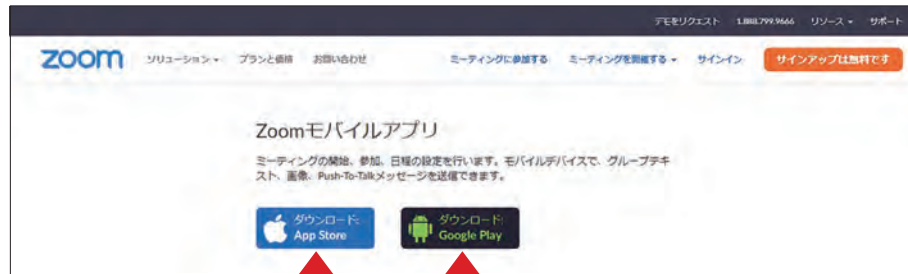 デモをリクエスト 1.888.799.9666 リソース サポート
zoom ソリューション プランと価格 お問い合わせ ミーティングに参加する ミーティングを開催する サインイン サインアップは無料です
Zoomモバイルアプリ
ミーティングの開始、参加、日程の設定を行います。モバイルデバイスで、グループテキ
スト、画像、Push-To-Talkメッセージを送信できます。
ダウンロード: ダウンロード:
App Store Google Play